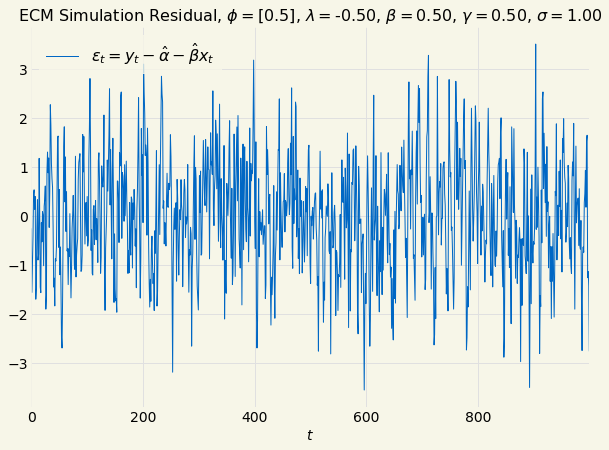 ECM Simulation Residual, ϕ = [0.5], λ = -0.50, β = 0.50, γ = 0.50, σ = 1.00
εₜ = yₜ − α̂ − β̂xₜ
3
2
1
0
−1
−2
−3
0 200 400 600 800
t